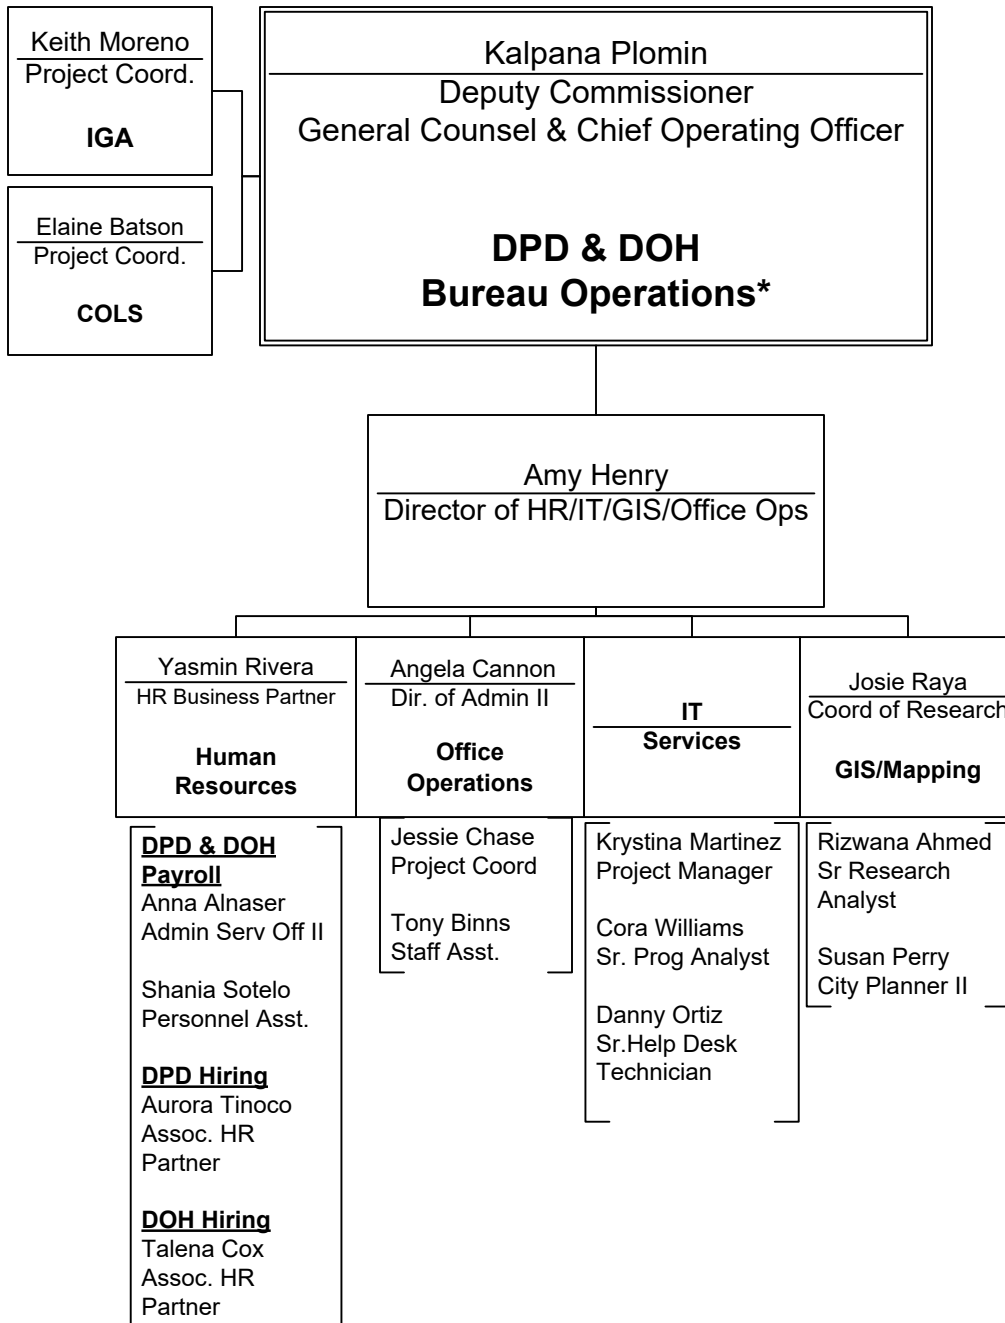 Keith Moreno
Project Coord.
IGA
Elaine Batson
Project Coord.
COLS
Kalpana Plomin
Deputy Commissioner
General Counsel & Chief Operating Officer
DPD & DOH
Bureau Operations*
Amy Henry
Director of HR/IT/GIS/Office Ops
Yasmin Rivera
HR Business Partner
Human
Resources
DPD & DOH
Payroll
Anna Alnaser
Admin Serv Off II
Shania Sotelo
Personnel Asst.
DPD Hiring
Aurora Tinoco
Assoc. HR
Partner
DOH Hiring
Talena Cox
Assoc. HR
Partner
Angela Cannon
Dir. of Admin II
Office
Operations
Jessie Chase
Project Coord
Tony Binns
Staff Asst.
IT
Services
Krystina Martinez
Project Manager
Cora Williams
Sr. Prog Analyst
Danny Ortiz
Sr.Help Desk
Technician
Josie Raya
Coord of Research
GIS/Mapping
Rizwana Ahmed
Sr Research
Analyst
Susan Perry
City Planner II